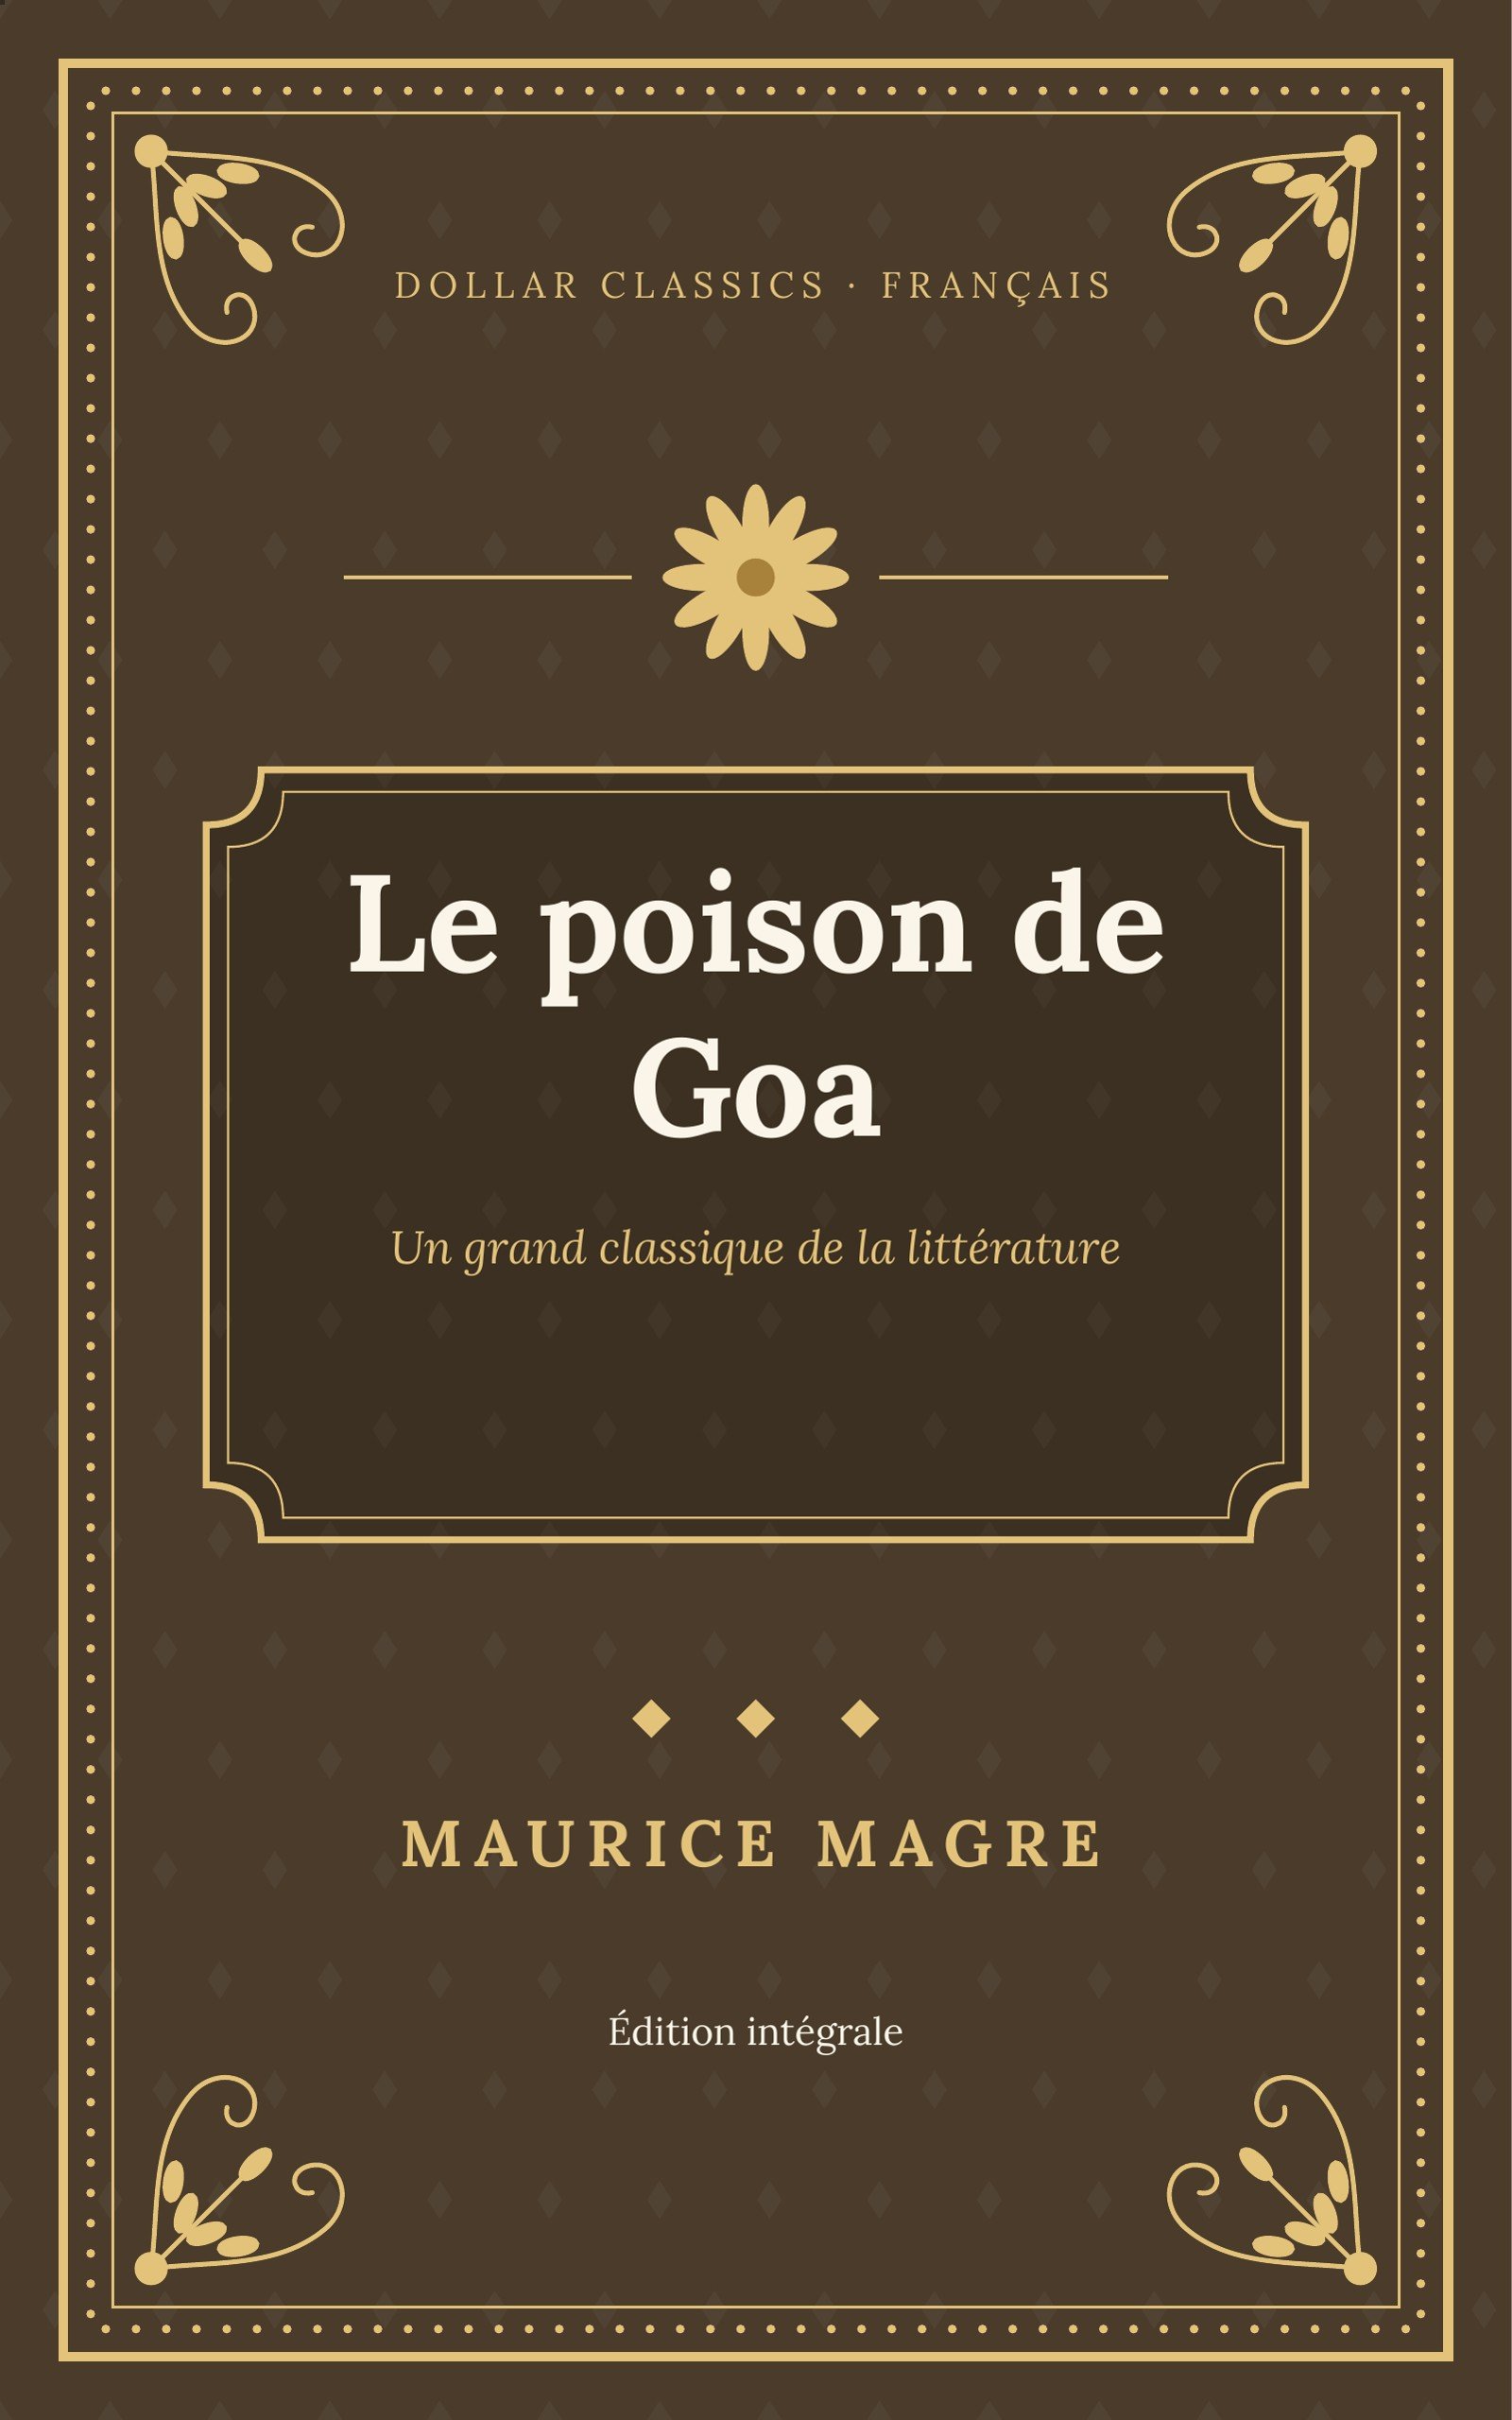 DOLLAR CLASSICS · FRANÇAIS
Le poison de
Goa
Un grand classique de la littérature
MAURICE MAGRE
Édition intégrale